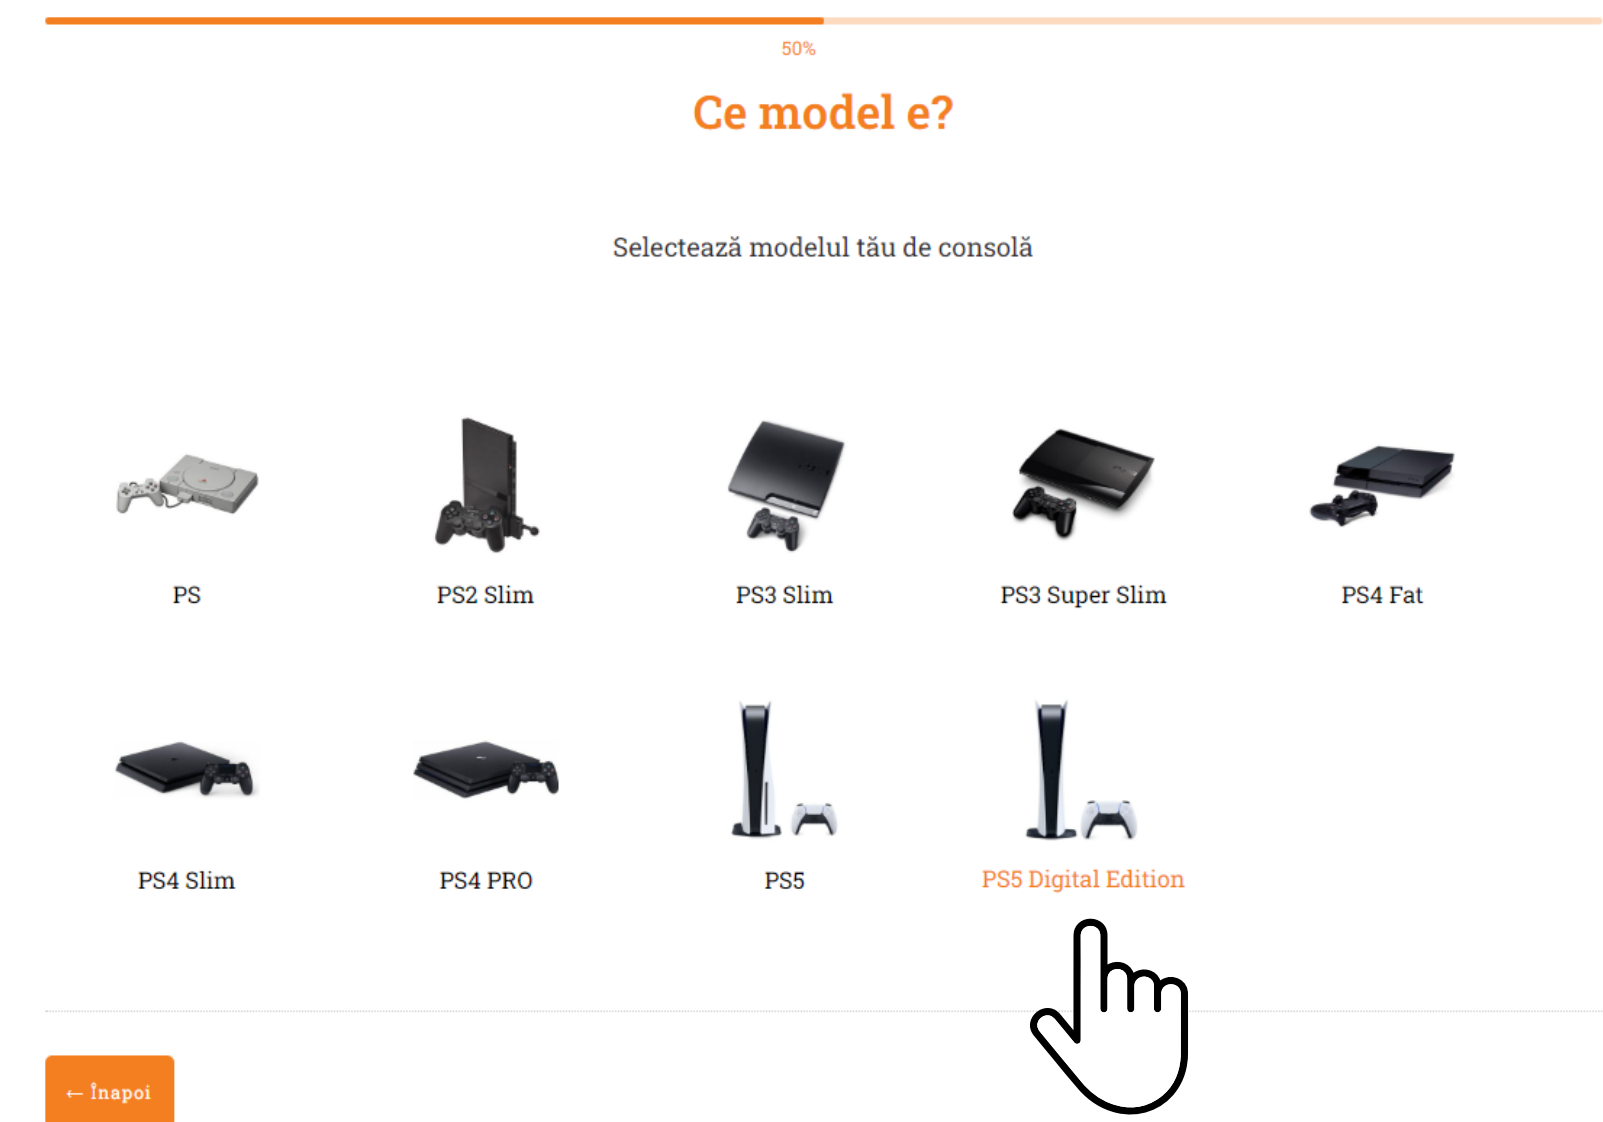 50%
Ce model e?
Selectează modelul tău de consolă
PS
PS2 Slim
PS3 Slim
PS3 Super Slim
PS4 Fat
PS4 Slim
PS4 PRO
PS5
PS5 Digital Edition
← Înapoi